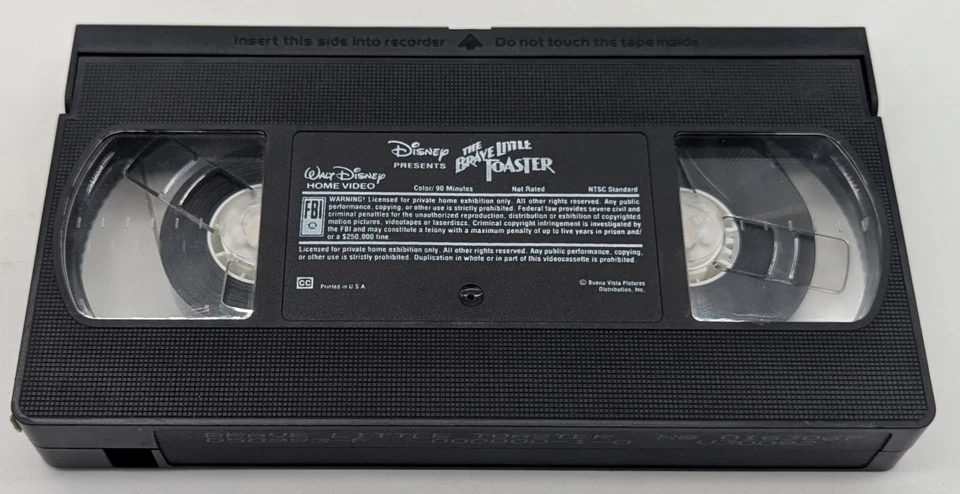 Insert this side into recorder Do not touch the tape inside
Disney
PRESENTS
THE
BRAVE LITTLE
TOASTER
WALT DISNEY
HOME VIDEO
Color/ 90 Minutes Not Rated NTSC Standard
FBI
WARNING! Licensed for private home exhibition only. All other rights reserved. Any public
performance, copying, or other use is strictly prohibited. Federal law provides severe civil and
criminal penalties for the unauthorized reproduction, distribution or exhibition of copyrighted
motion pictures, videotapes or laserdiscs. Criminal copyright infringement is investigated by
the FBI and may constitute a felony with a maximum penalty of up to five years in prison and/
or a $250,000 fine.
Licensed for private home exhibition only. All other rights reserved. Any public performance, copying,
or other use is strictly prohibited. Duplication in whole or in part of this videocassette is prohibited.
CC Printed in U.S.A.
© Buena Vista Pictures
Distribution, Inc.
BRAVE LITTLE TOASTER